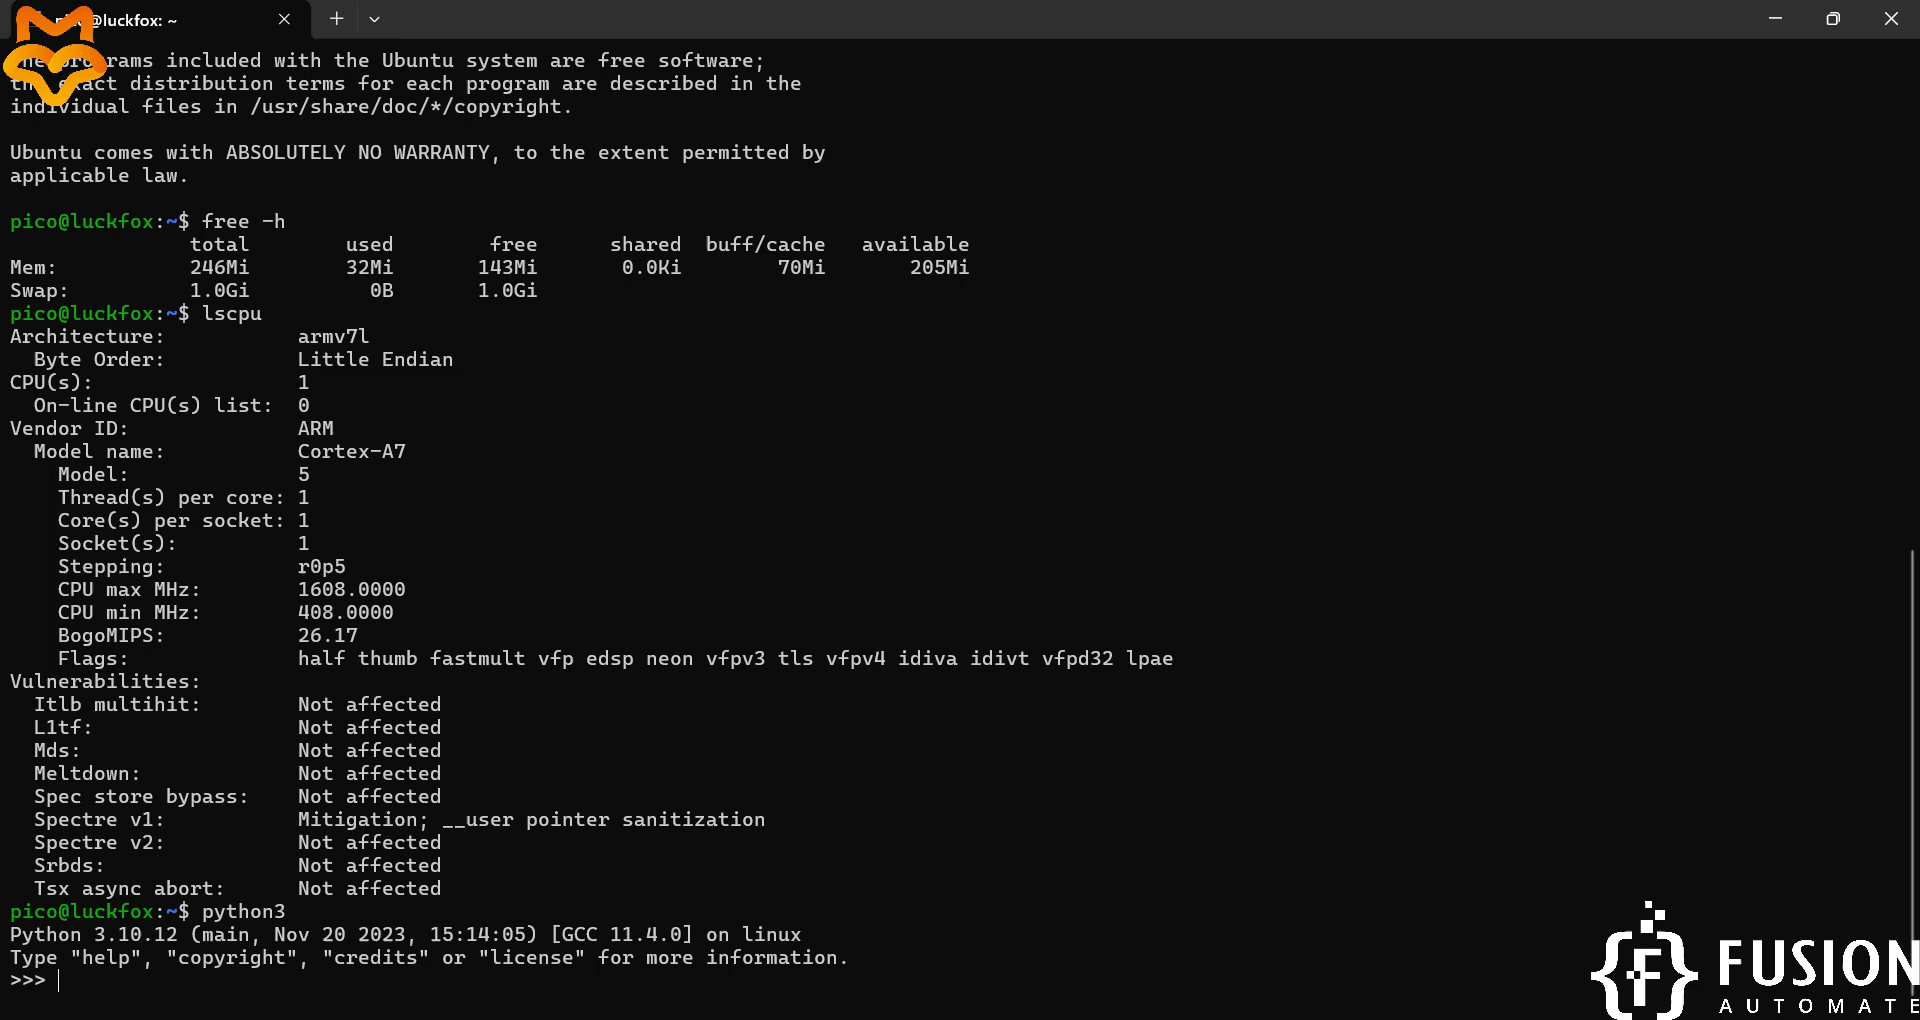 @luckfox: ~
rams included with the Ubuntu system are free software;
exact distribution terms for each program are described in the
individual files in /usr/share/doc/*/copyright.
Ubuntu comes with ABSOLUTELY NO WARRANTY, to the extent permitted by
applicable law.
pico@luckfox:~$ free -h
total used free shared buff/cache available
Mem: 246Mi 32Mi 143Mi 0.0Ki 70Mi 205Mi
Swap: 1.0Gi 0B 1.0Gi
pico@luckfox:~$ lscpu
Architecture: armv7l
Byte Order: Little Endian
CPU(s): 1
On-line CPU(s) list: 0
Vendor ID: ARM
Model name: Cortex-A7
Model: 5
Thread(s) per core: 1
Core(s) per socket: 1
Socket(s): 1
Stepping: r0p5
CPU max MHz: 1608.0000
CPU min MHz: 408.0000
BogoMIPS: 26.17
Flags: half thumb fastmult vfp edsp neon vfpv3 tls vfpv4 idiva idivt vfpd32 lpae
Vulnerabilities:
Itlb multihit: Not affected
L1tf: Not affected
Mds: Not affected
Meltdown: Not affected
Spec store bypass: Not affected
Spectre v1: Mitigation; __user pointer sanitization
Spectre v2: Not affected
Srbds: Not affected
Tsx async abort: Not affected
pico@luckfox:~$ python3
Python 3.10.12 (main, Nov 20 2023, 15:14:05) [GCC 11.4.0] on linux
Type "help", "copyright", "credits" or "license" for more information.
>>>
{F} FUSION
AUTOMATE